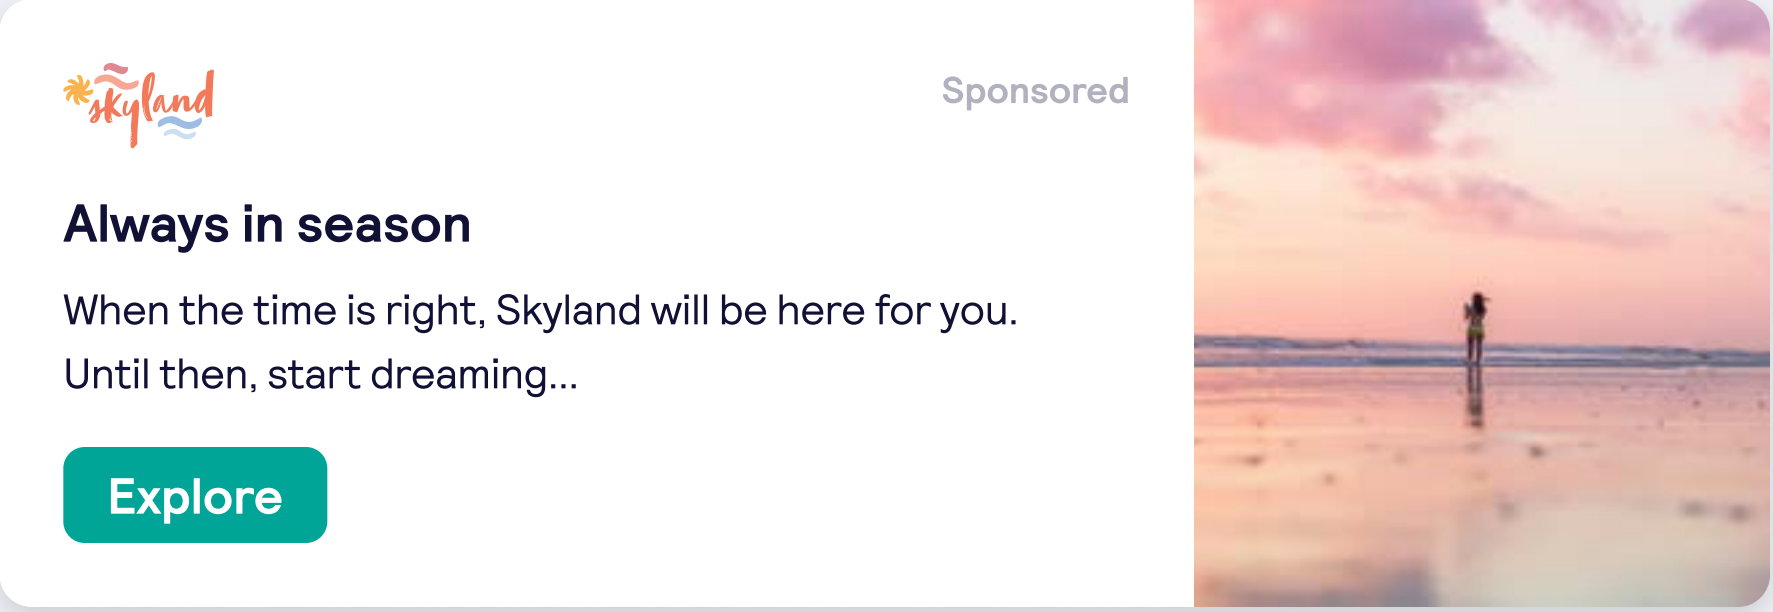 skyland
Sponsored
Always in season
When the time is right, Skyland will be here for you.
Until then, start dreaming...
Explore